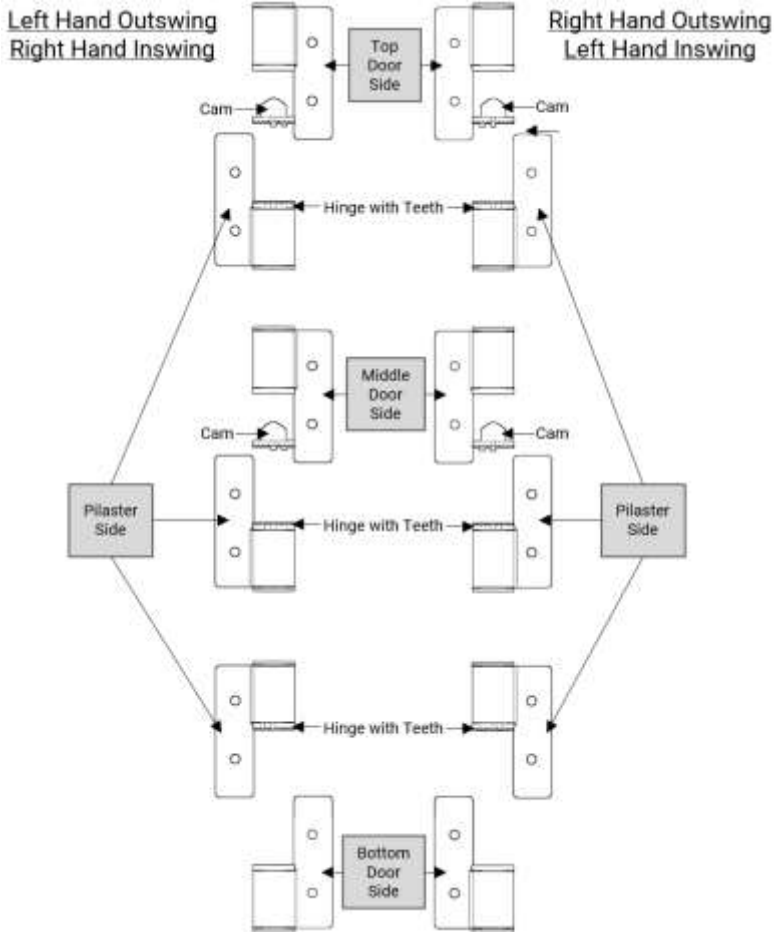 Left Hand Outswing
Right Hand Inswing
Right Hand Outswing
Left Hand Inswing
Top
Door
Side
Cam
Cam
Hinge with Teeth
Middle
Door
Side
Cam
Cam
Pilaster
Side
Pilaster
Side
Hinge with Teeth
Hinge with Teeth
Bottom
Door
Side